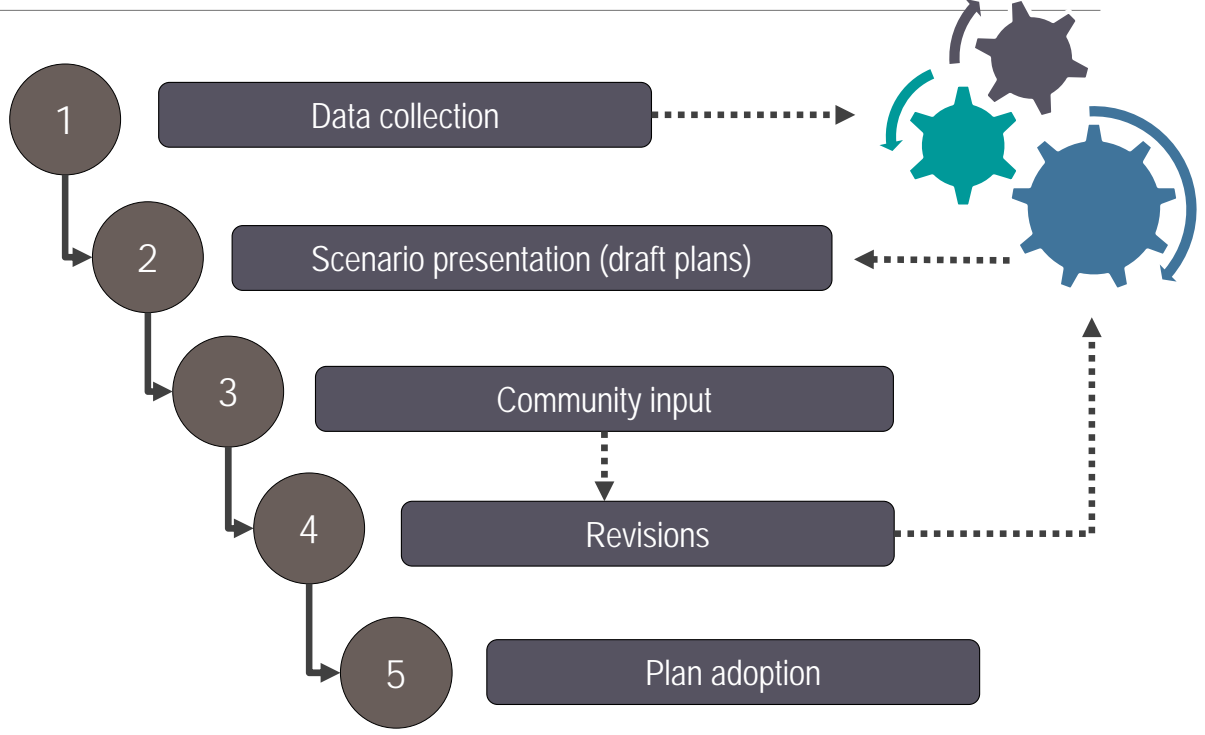 1
Data collection
2
Scenario presentation (draft plans)
3
Community input
4
Revisions
5
Plan adoption